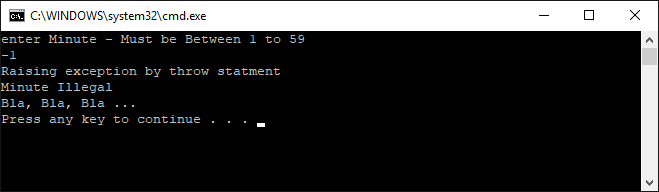 C:\WINDOWS\system32\cmd.exe
enter Minute - Must be Between 1 to 59
-1
Raising exception by throw statment
Minute Illegal
Bla, Bla, Bla ...
Press any key to continue . . .